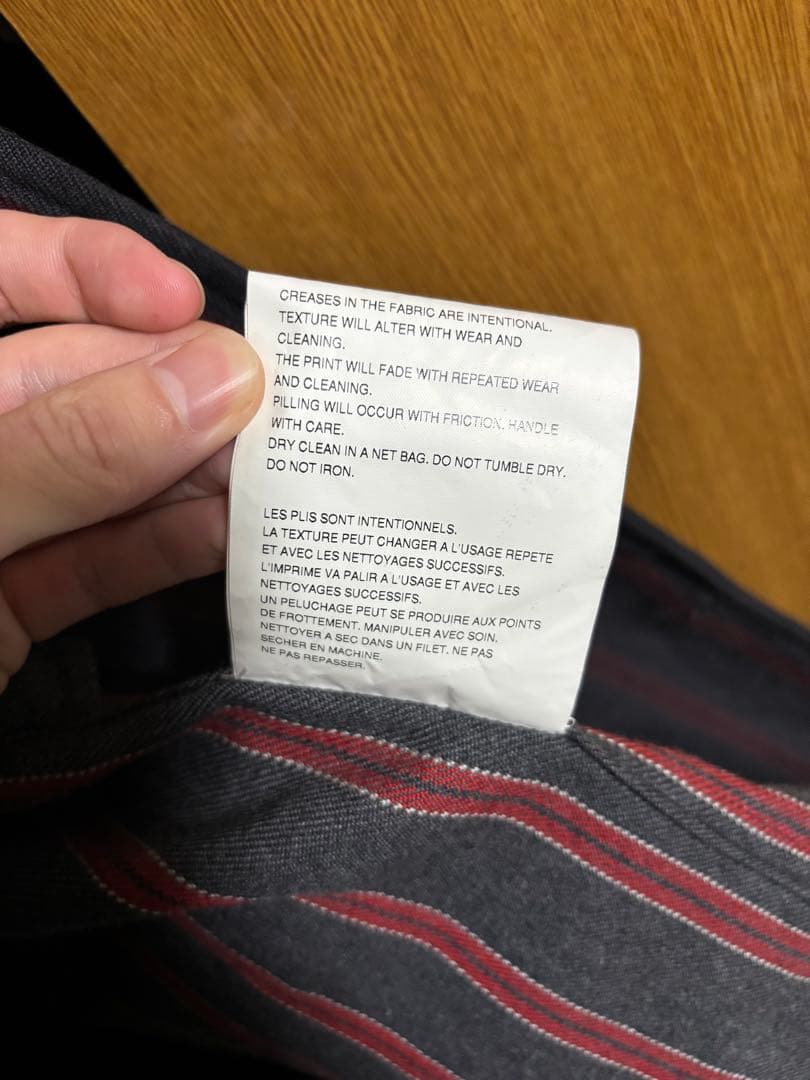 CREASES IN THE FABRIC ARE INTENTIONAL.
TEXTURE WILL ALTER WITH WEAR AND
CLEANING.
THE PRINT WILL FADE WITH REPEATED WEAR
AND CLEANING.
PILLING WILL OCCUR WITH FRICTION. HANDLE
WITH CARE.
DRY CLEAN IN A NET BAG. DO NOT TUMBLE DRY.
DO NOT IRON.
LES PLIS SONT INTENTIONNELS.
LA TEXTURE PEUT CHANGER A L'USAGE REPETE
ET AVEC LES NETTOYAGES SUCCESSIFS.
L'IMPRIME VA PALIR A L'USAGE ET AVEC LES
NETTOYAGES SUCCESSIFS.
UN PELUCHAGE PEUT SE PRODUIRE AUX POINTS
DE FROTTEMENT. MANIPULER AVEC SOIN.
NETTOYER A SEC DANS UN FILET. NE PAS
SECHER EN MACHINE.
NE PAS REPASSER.